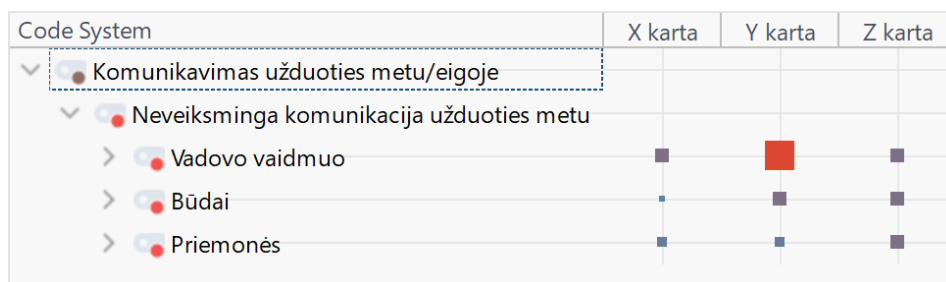 Code System X karta Y karta Z karta
Komunikavimas užduoties metu/eigoje
Neveiksminga komunikacija užduoties metu
Vadovo vaidmuo
Būdai
Priemonės